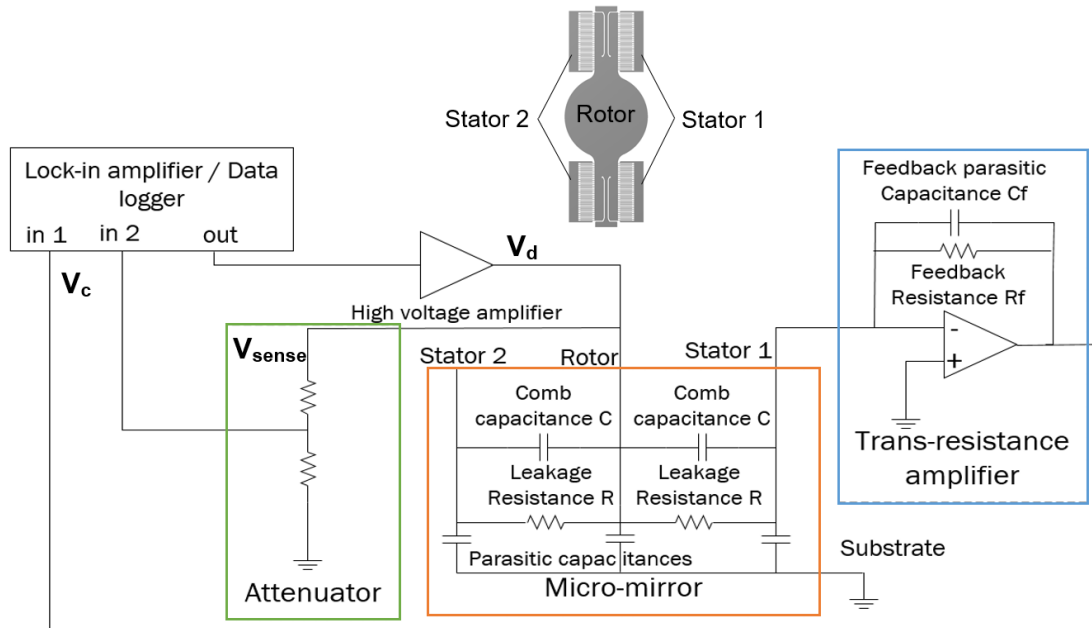 Stator 2
Rotor
Stator 1
Lock-in amplifier / Data
logger
in 1
in 2
out
Vc
Vd
High voltage amplifier
Vsense
Stator 2
Rotor
Stator 1
Comb
capacitance C
Comb
capacitance C
Leakage
Resistance R
Leakage
Resistance R
Parasitic capacitances
Micro-mirror
Attenuator
Substrate
Feedback parasitic
Capacitance Cf
Feedback
Resistance Rf
-
+
Trans-resistance
amplifier